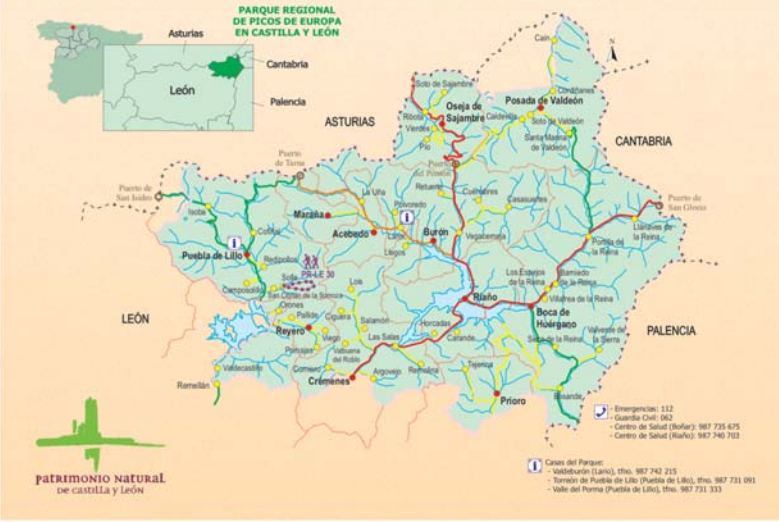 PARQUE REGIONAL
DE PICOS DE EUROPA
EN CASTILLA Y LEÓN
Asturias
Cantabria
León
Palencia
N
ASTURIAS
CANTABRIA
LEÓN
PALENCIA
Caín
Cordiñanes
Posada de Valdeón
Caldevilla
Soto de Valdeón
Santa Marina
de Valdeón
Soto de Sajambre
Oseja de
Sajambre
Ribota
Vierdes
Pío
Puerto
del Pontón
Puerto
de Tarna
Puerto de
San Isidro
Puerto de
San Glorio
Isoba
Cofiñal
Puebla de Lillo
Redipollos
Camposolillo
Solle
PR-LE 30
San Cibrián de la Somoza
Orones
Maraña
La Uña
Acebedo
Polvoredo
Lario
Liegos
Burón
Retuerto
Cuénabres
Casasuertes
Vegacerneja
Llánaves de
la Reina
Portilla de
la Reina
Los Espejos
de la Reina
Barniedo
de la Reina
Villafrea de la Reina
Riaño
Boca de
Huérgano
Siero de la Reina
Valverde de
la Sierra
Besande
Horcadas
Carande
Lois
Ciguera
Salamón
Las Salas
Pallide
Reyero
Viego
Primajas
Valbuena
del Roble
Corniero
Crémenes
Argovejo
Remolina
Tejerina
Prioro
Valdecastillo
Remellán
- Emergencias: 112
- Guardia Civil: 062
- Centro de Salud (Boñar): 987 735 675
- Centro de Salud (Riaño): 987 740 703
Casas del Parque:
- Valdeburón (Lario), tfno. 987 742 215
- Torreón de Puebla de Lillo (Puebla de Lillo), tfno. 987 731 091
- Valle del Porma (Puebla de Lillo), tfno. 987 731 333
PATRIMONIO NATURAL
DE CASTILLA Y LEÓN